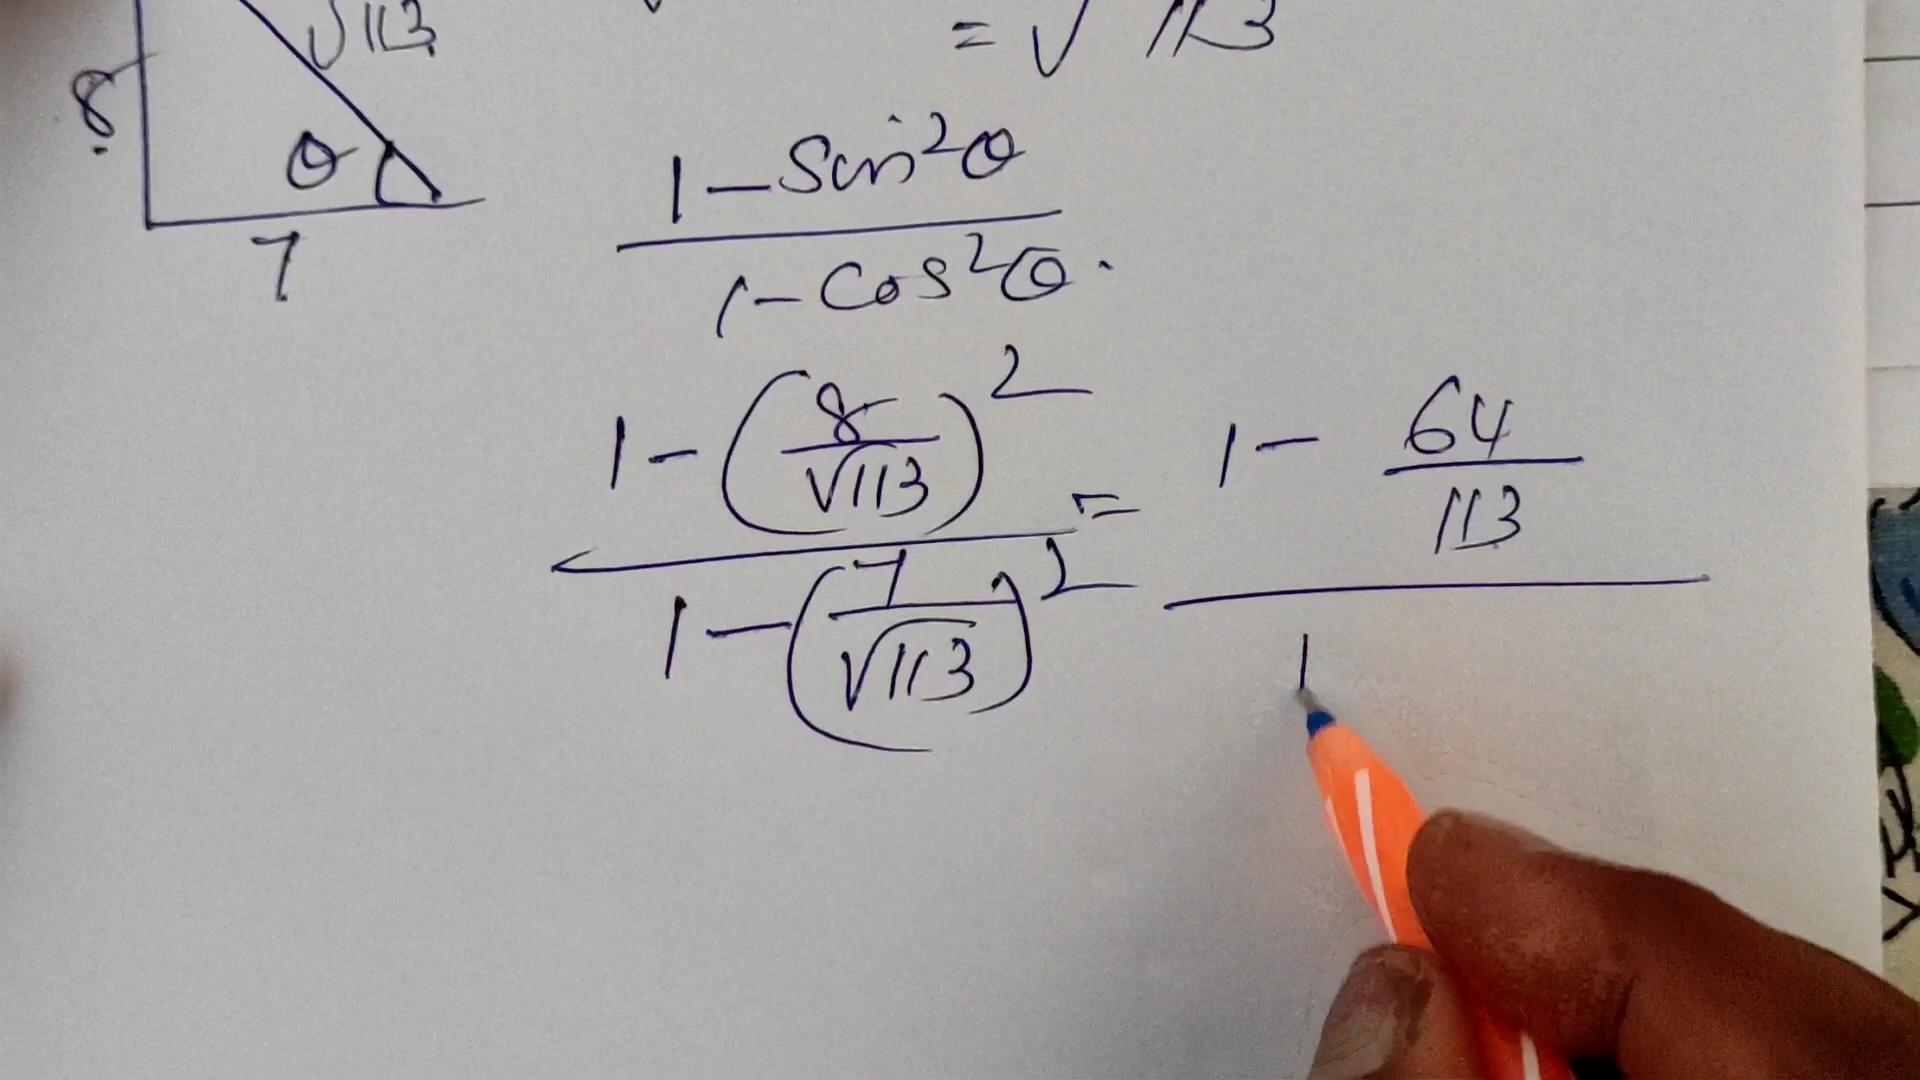 √113
= √113
8
θ
7
1 - Sin²θ
1 - Cos²θ.
1 - (8/√113)²
1 - (7/√113)²
=
1 - 64/113
1